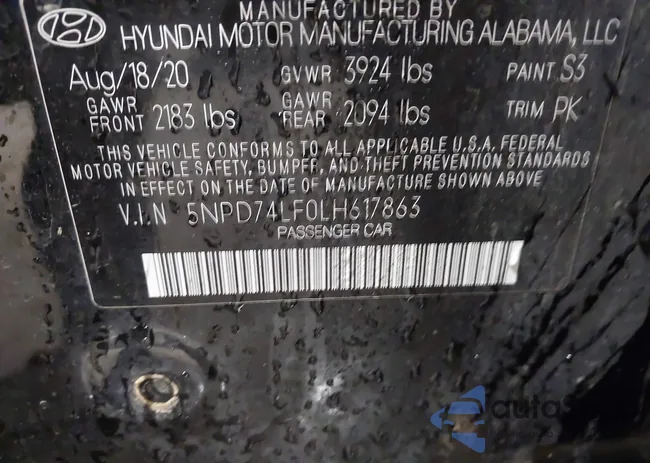 MANUFACTURED BY
HYUNDAI MOTOR MANUFACTURING ALABAMA, LLC
Aug/18/20 GVWR 3924 lbs PAINT S3
GAWR FRONT 2183 lbs GAWR REAR 2094 lbs TRIM PK
THIS VEHICLE CONFORMS TO ALL APPLICABLE U.S.A. FEDERAL
MOTOR VEHICLE SAFETY, BUMPER, AND THEFT PREVENTION STANDARDS
IN EFFECT ON THE DATE OF MANUFACTURE SHOWN ABOVE.
V.I.N 5NPD74LF0LH617863
PASSENGER CAR